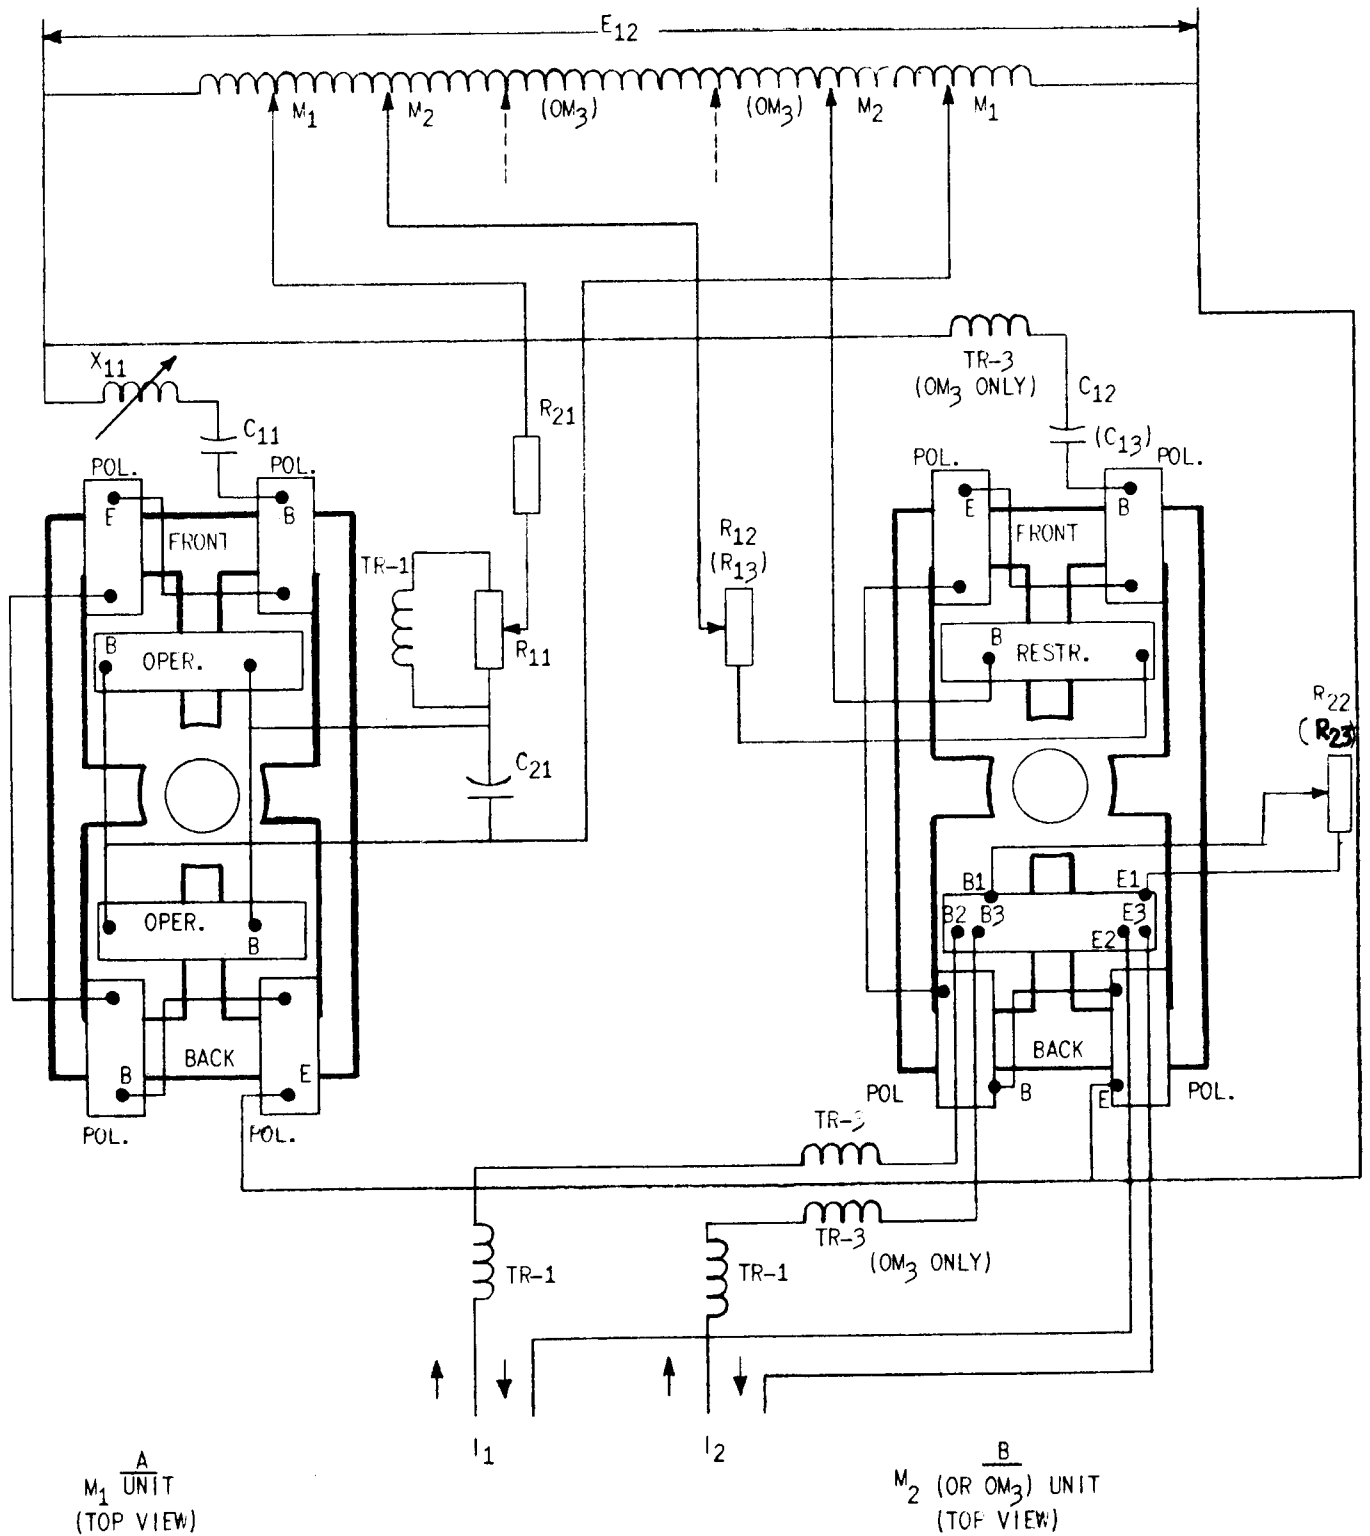 E12
M1
M2
(OM3)
(OM3)
M2
M1
X11
TR-3
(OM3 ONLY)
C12
(C13)
R21
C11
POL.
POL.
POL.
POL.
E
B
FRONT
E
B
FRONT
R12
(R13)
TR-1
R11
B
OPER.
B
RESTR.
R22
(R23)
C21
B1
E1
B2
B3
E2
E3
OPER.
B
BACK
B
E
BACK
POL
B
E
POL.
POL.
POL.
TR-3
TR-3
(OM3 ONLY)
TR-1
TR-1
I1
I2
A
M1 UNIT
(TOP VIEW)
B
M2 (OR OM3) UNIT
(TOP VIEW)